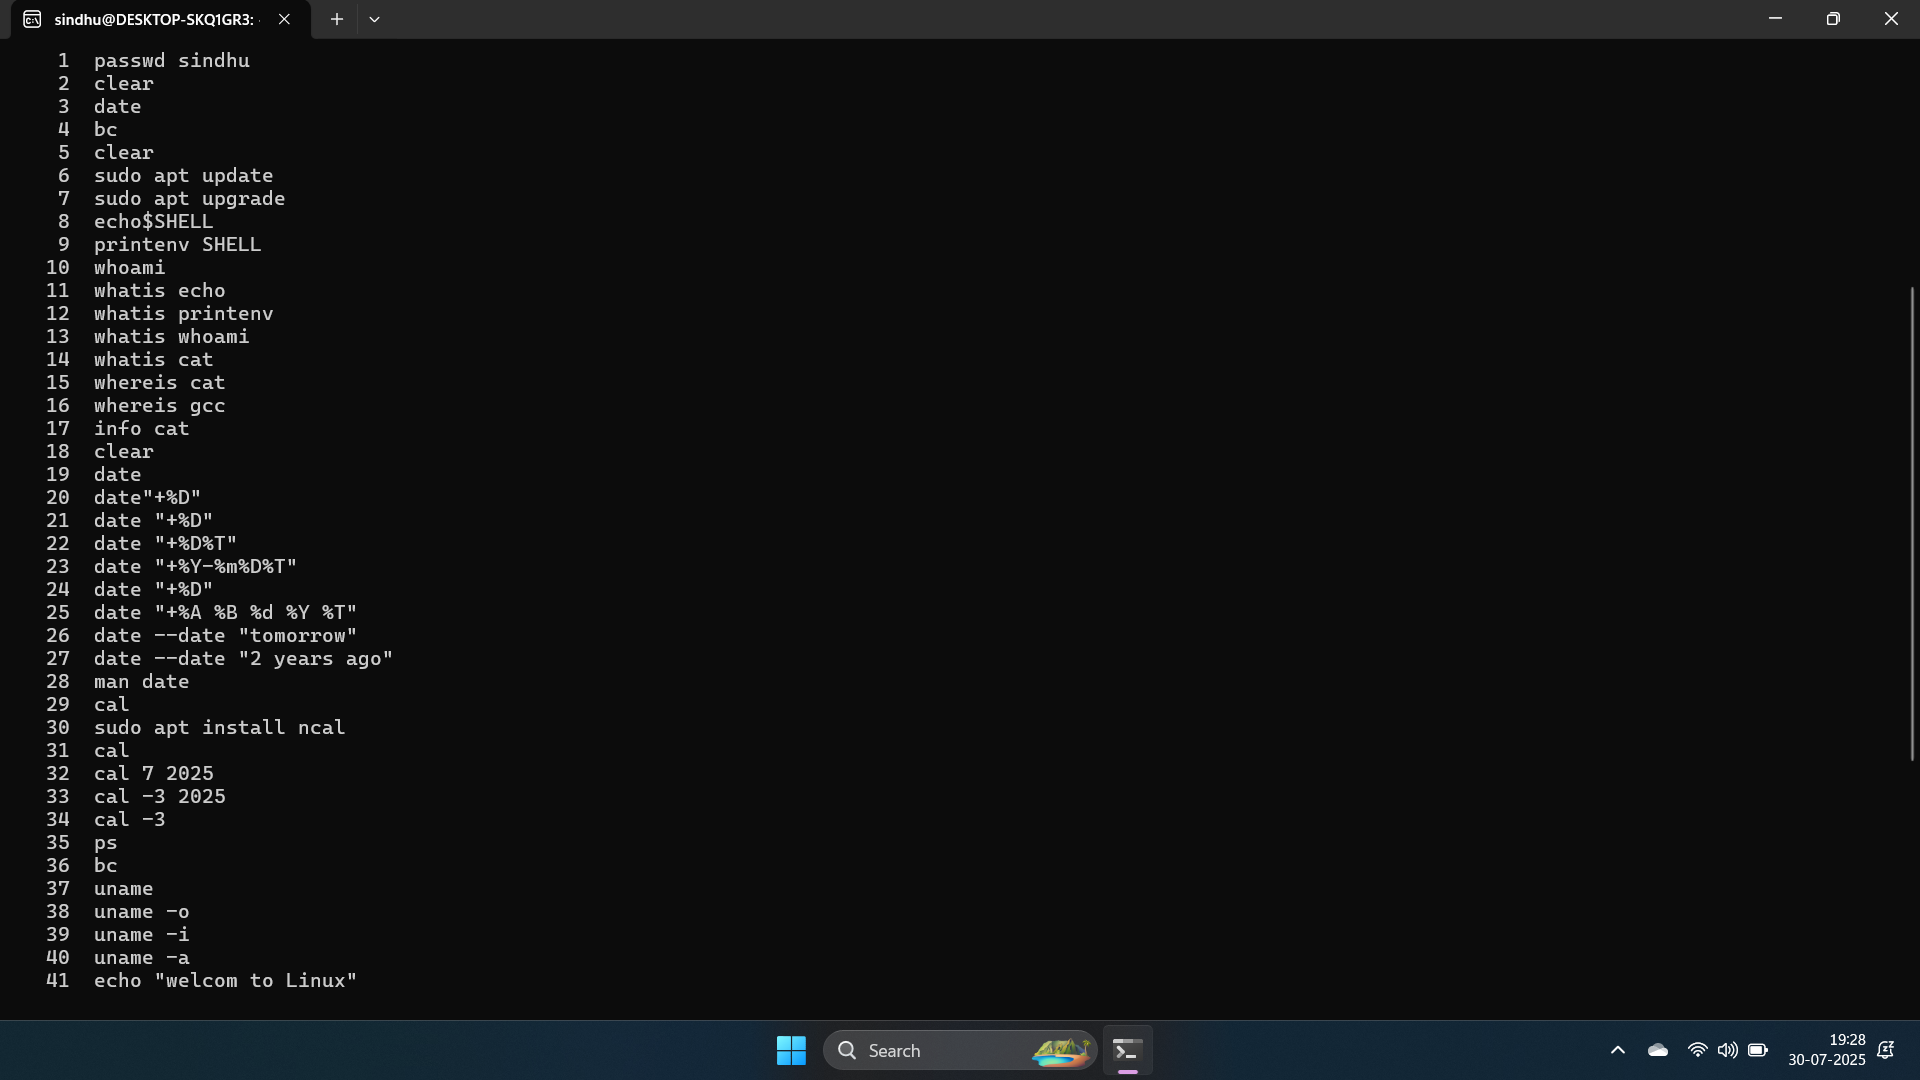 sindhu@DESKTOP-SKQ1GR3:
1 passwd sindhu
2 clear
3 date
4 bc
5 clear
6 sudo apt update
7 sudo apt upgrade
8 echo$SHELL
9 printenv SHELL
10 whoami
11 whatis echo
12 whatis printenv
13 whatis whoami
14 whatis cat
15 whereis cat
16 whereis gcc
17 info cat
18 clear
19 date
20 date"+%D"
21 date "+%D"
22 date "+%D%T"
23 date "+%Y-%m%D%T"
24 date "+%D"
25 date "+%A %B %d %Y %T"
26 date --date "tomorrow"
27 date --date "2 years ago"
28 man date
29 cal
30 sudo apt install ncal
31 cal
32 cal 7 2025
33 cal -3 2025
34 cal -3
35 ps
36 bc
37 uname
38 uname -o
39 uname -i
40 uname -a
41 echo "welcom to Linux"
Search
19:28
30-07-2025